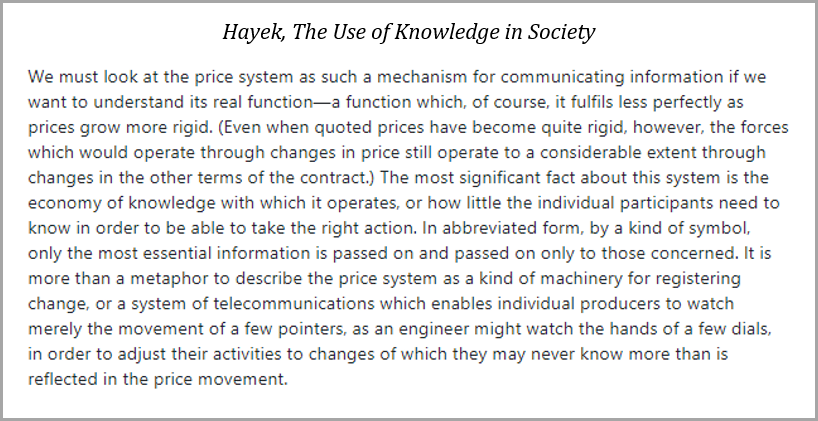 Hayek, The Use of Knowledge in Society
We must look at the price system as such a mechanism for communicating information if we
want to understand its real function—a function which, of course, it fulfils less perfectly as
prices grow more rigid. (Even when quoted prices have become quite rigid, however, the forces
which would operate through changes in price still operate to a considerable extent through
changes in the other terms of the contract.) The most significant fact about this system is the
economy of knowledge with which it operates, or how little the individual participants need to
know in order to be able to take the right action. In abbreviated form, by a kind of symbol,
only the most essential information is passed on and passed on only to those concerned. It is
more than a metaphor to describe the price system as a kind of machinery for registering
change, or a system of telecommunications which enables individual producers to watch
merely the movement of a few pointers, as an engineer might watch the hands of a few dials,
in order to adjust their activities to changes of which they may never know more than is
reflected in the price movement.